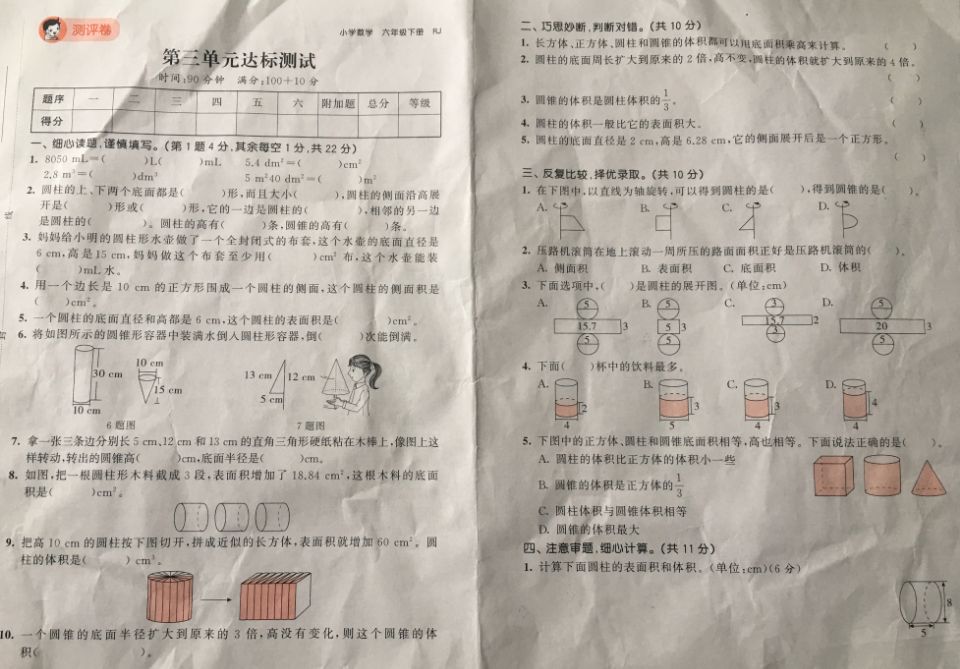 测评卷
小学数学 六年级下册 RJ
第三单元达标测试
时间:90分钟 满分:100+10分
题序 一 二 三 四 五 六 附加题 总分 等级
得分
一、细心读题,谨慎填写。(第1题4分,其余每空1分,共22分)
1. 8050 mL=( )L( )mL 5.4 dm²=( )cm²
2.8 m³=( )dm³ 5 m²40 dm²=( )m²
2. 圆柱的上、下两个底面都是( )形,而且大小( ),圆柱的侧面沿高展
开是( )形或( )形,它的一边是圆柱的( ),相邻的另一边
是圆柱的( )。圆柱的高有( )条,圆锥的高有( )条。
3. 妈妈给小明的圆柱形水壶做了一个全封闭式的布套,这个水壶的底面直径是
6 cm,高是15 cm,妈妈做这个布套至少用( )cm²布,这个水壶能装
( )mL水。
4. 用一个边长是10 cm的正方形围成一个圆柱的侧面,这个圆柱的侧面积是
( )cm²。
5. 一个圆柱的底面直径和高都是6 cm,这个圆柱的表面积是( )cm²。
6. 将如图所示的圆锥形容器中装满水倒入圆柱形容器,倒( )次能倒满。
30 cm
10 cm
10 cm
15 cm
13 cm
12 cm
5 cm
6题图
7题图
7. 拿一张三条边分别长5 cm、12 cm和13 cm的直角三角形硬纸粘在木棒上,像图上这
样转动,转出的圆锥高( )cm,底面半径是( )cm。
8. 如图,把一根圆柱形木料截成3段,表面积增加了18.84 cm²,这根木料的底面
积是( )cm²。
9. 把高10 cm的圆柱按下图切开,拼成近似的长方体,表面积就增加60 cm²。圆
柱的体积是( )cm³。
10. 一个圆锥的底面半径扩大到原来的3倍,高没有变化,则这个圆锥的体
积( )。
二、巧思妙断,判断对错。(共10分)
1. 长方体、正方体、圆柱和圆锥的体积都可以用底面积乘高来计算。 ( )
2. 圆柱的底面周长扩大到原来的2倍,高不变,圆柱的体积就扩大到原来的4倍。
( )
3. 圆锥的体积是圆柱体积的1/3。 ( )
4. 圆柱的体积一般比它的表面积大。 ( )
5. 圆柱的底面直径是2 cm,高是6.28 cm,它的侧面展开后是一个正方形。
( )
三、反复比较,择优录取。(共10分)
1. 在下图中,以直线为轴旋转,可以得到圆柱的是( ),得到圆锥的是( )。
A. B. C. D.
2. 压路机滚筒在地上滚动一周所压的路面面积正好是压路机滚筒的( )。
A. 侧面积 B. 表面积 C. 底面积 D. 体积
3. 下面选项中,( )是圆柱的展开图。(单位:cm)
A. B. C. D.
5 5 3 5
15.7 3 5 3 15.7 2 20 3
5 5 3 5
4. 下面( )杯中的饮料最多。
A. B. C. D.
2 3 3 4
4 5 4 4
5. 下图中的正方体、圆柱和圆锥底面积相等,高也相等。下面说法正确的是( )。
A. 圆柱的体积比正方体的体积小一些
B. 圆锥的体积是正方体的1/3
C. 圆柱体积与圆锥体积相等
D. 圆锥的体积最大
四、注意审题,细心计算。(共11分)
1. 计算下面圆柱的表面积和体积。(单位:cm)(6分)
8
5